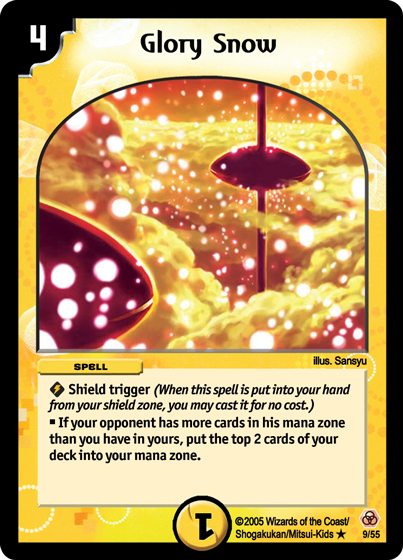 4
Glory Snow
illus. Sansyu
SPELL
Shield trigger (When this spell is put into your hand
from your shield zone, you may cast it for no cost.)
▪ If your opponent has more cards in his mana zone
than you have in yours, put the top 2 cards of your
deck into your mana zone.
1
©2005 Wizards of the Coast/
Shogakukan/Mitsui-Kids ★
9/55